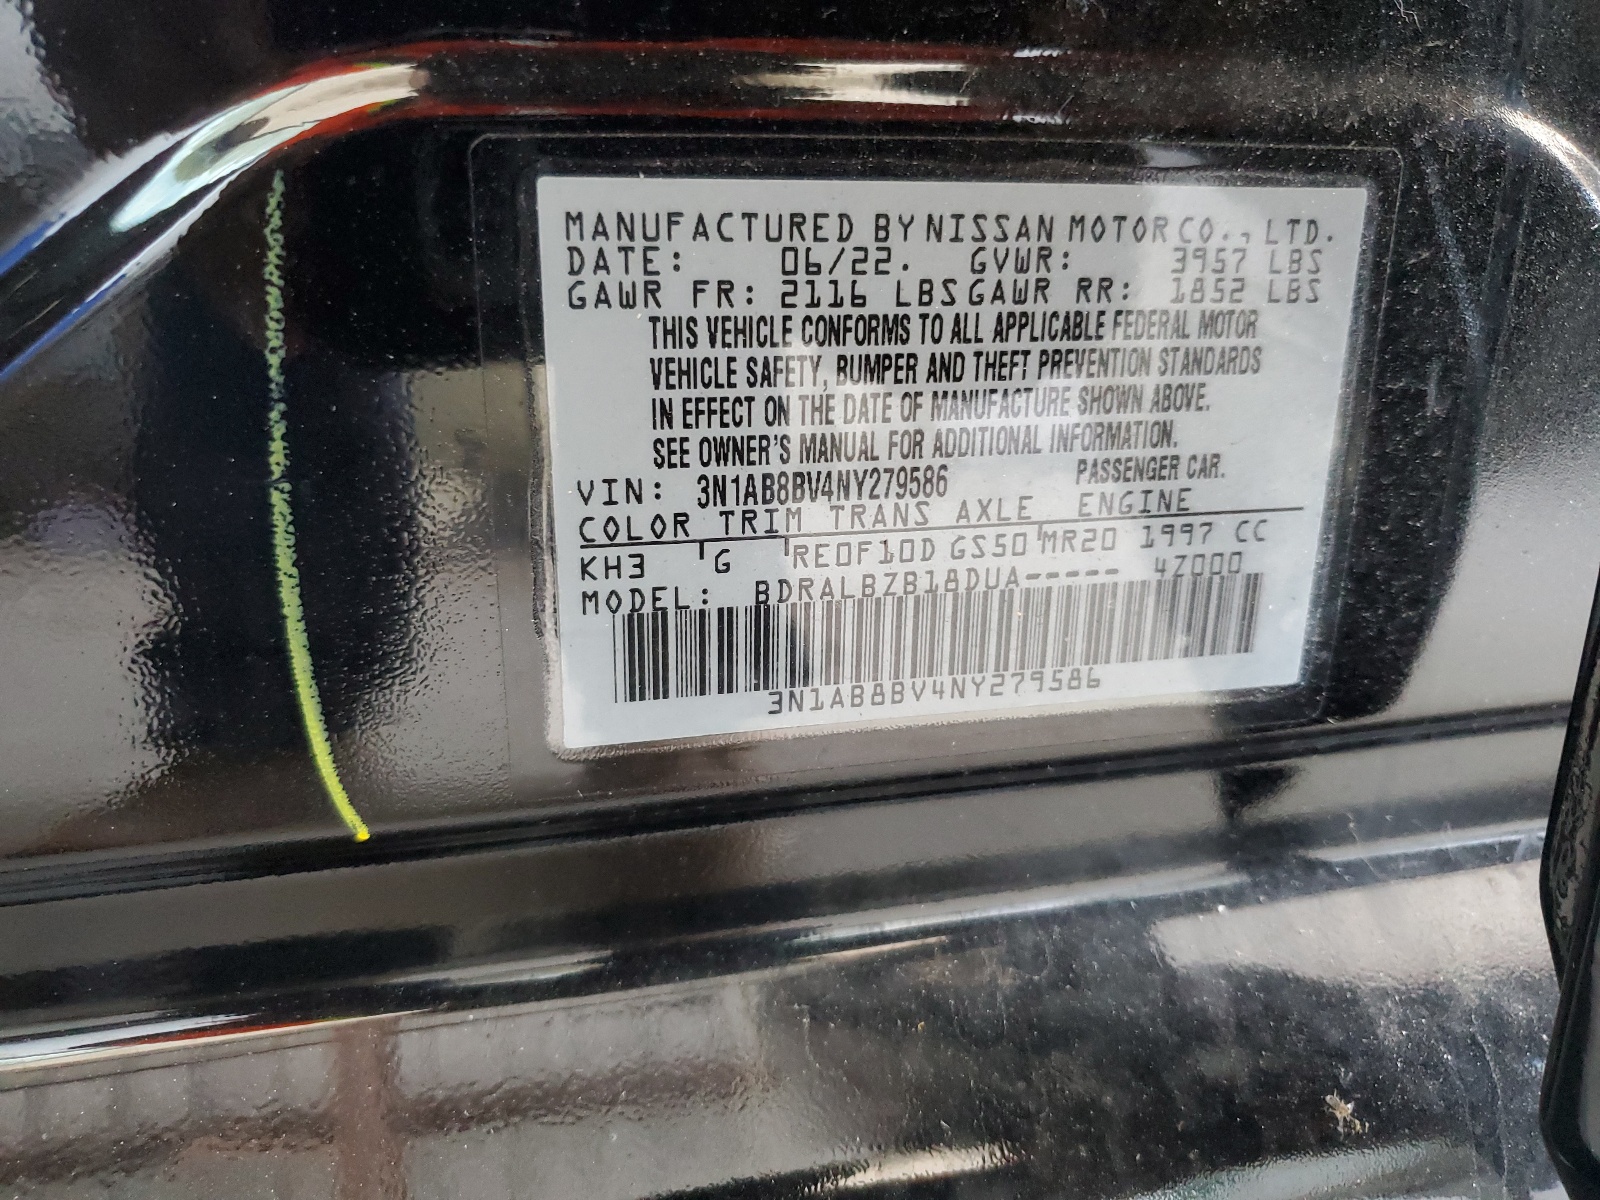 MANUFACTURED BY NISSAN MOTOR CO., LTD.
DATE: 06/22. GVWR: 3957 LBS
GAWR FR: 2116 LBS GAWR RR: 1852 LBS
THIS VEHICLE CONFORMS TO ALL APPLICABLE FEDERAL MOTOR
VEHICLE SAFETY, BUMPER AND THEFT PREVENTION STANDARDS
IN EFFECT ON THE DATE OF MANUFACTURE SHOWN ABOVE.
SEE OWNER'S MANUAL FOR ADDITIONAL INFORMATION.
VIN: 3N1AB8BV4NY279586 PASSENGER CAR.
COLOR TRIM TRANS AXLE ENGINE
KH3 G RE0F10D GS50 MR20 1997 CC
MODEL: BDRALBZB18DUA----- 4Z000
3N1AB8BV4NY279586